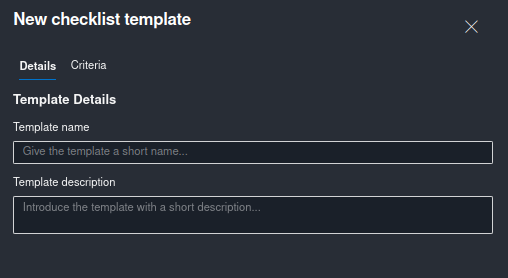 New checklist template
Details Criteria
Template Details
Template name
Give the template a short name...
Template description
Introduce the template with a short description...